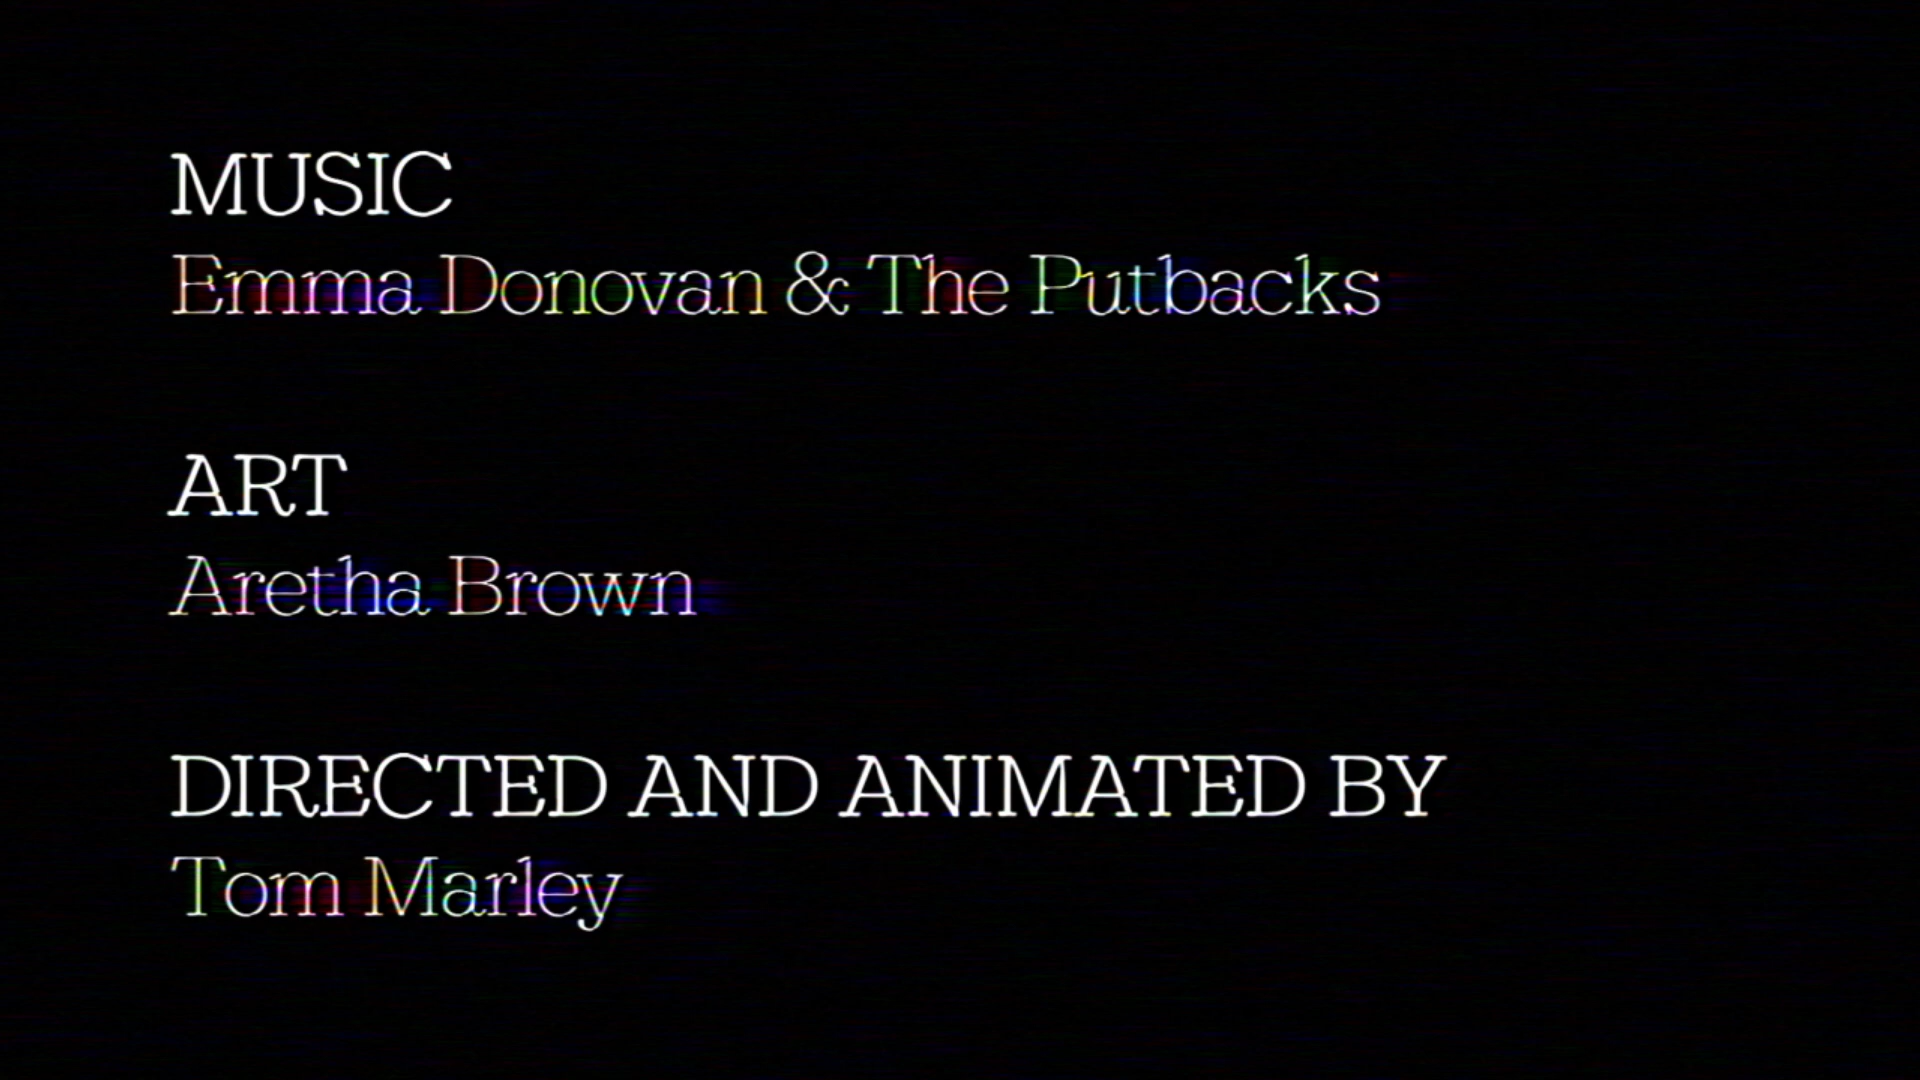 MUSIC
Emma Donovan & The Putbacks
ART
Aretha Brown
DIRECTED AND ANIMATED BY
Tom Marley